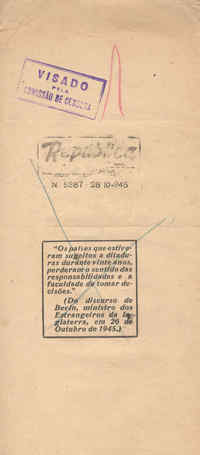 VISADO
PELA
COMISSÃO DE CENSURA
República
N. 5387 - 28 10-945
"Os países que estive-
ram sugeitos a ditadu-
ras durante vinte anos,
perderam o sentido das
responsabilidades e a
faculdade de tomar de-
cisões."
(Do discurso de
Bevin, ministro dos
Estrangeiros da In-
glaterra, em 26 de
Outubro de 1945.)